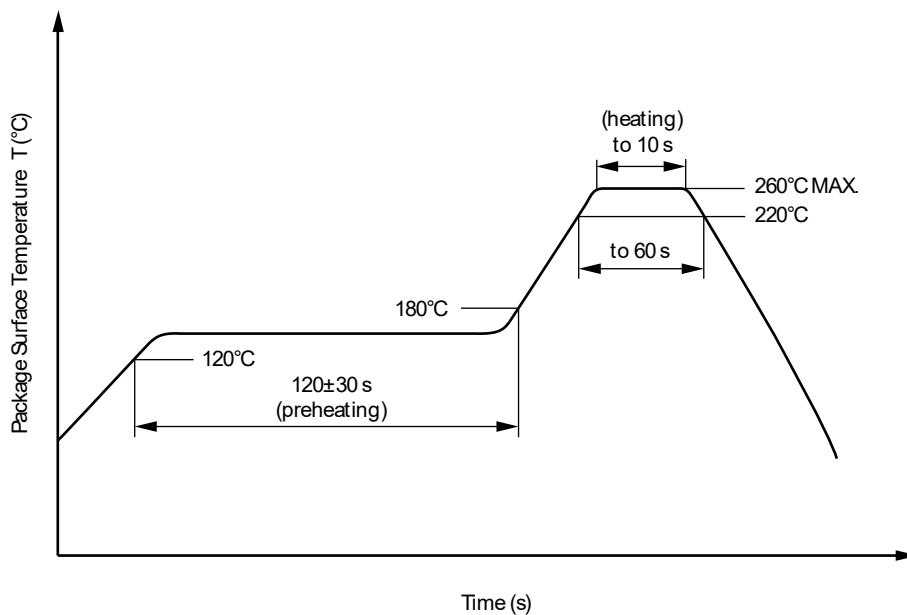 Package Surface Temperature T (°C)
(heating)
to 10 s
260°C MAX.
220°C
to 60 s
180°C
120°C
120±30 s
(preheating)
Time (s)